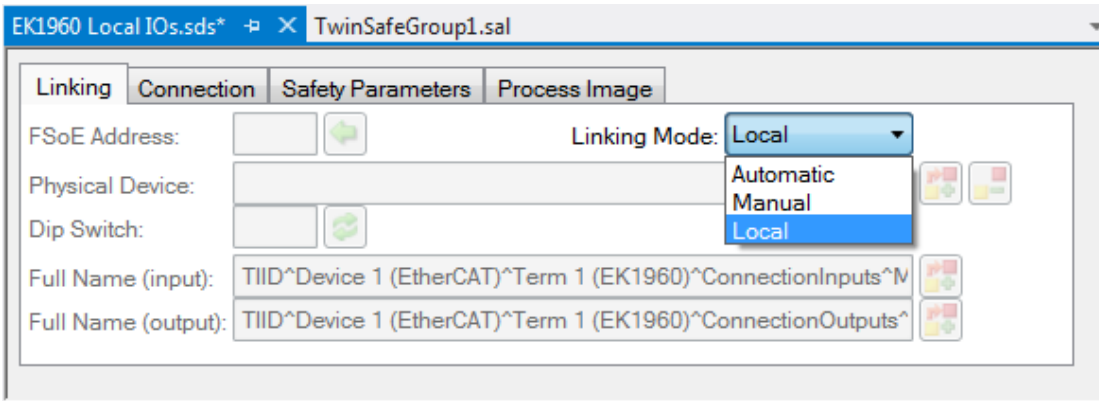 EK1960 Local IOs.sds* TwinSafeGroup1.sal
Linking Connection Safety Parameters Process Image
FSoE Address: Linking Mode: Local
Automatic
Physical Device:
Manual
Dip Switch: Local
Full Name (input): TIID^Device 1 (EtherCAT)^Term 1 (EK1960)^ConnectionInputs^M
Full Name (output): TIID^Device 1 (EtherCAT)^Term 1 (EK1960)^ConnectionOutputs^